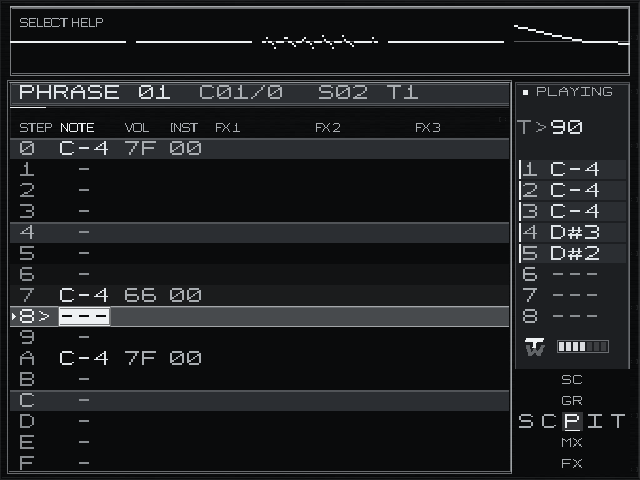 SELECT HELP
PHRASE 01 C01/0 S02 T1
STEP NOTE VOL INST FX1 FX2 FX3
0 C-4 7F 00
1 -
2 -
3 -
4 -
5 -
6 -
7 C-4 66 00
8> ---
9 -
A C-4 7F 00
B -
C -
D -
E -
F -
PLAYING
T>90
1 C-4
2 C-4
3 C-4
4 D#3
5 D#2
6 ---
7 ---
8 ---
TW
SC
GR
SCPIT
MX
FX